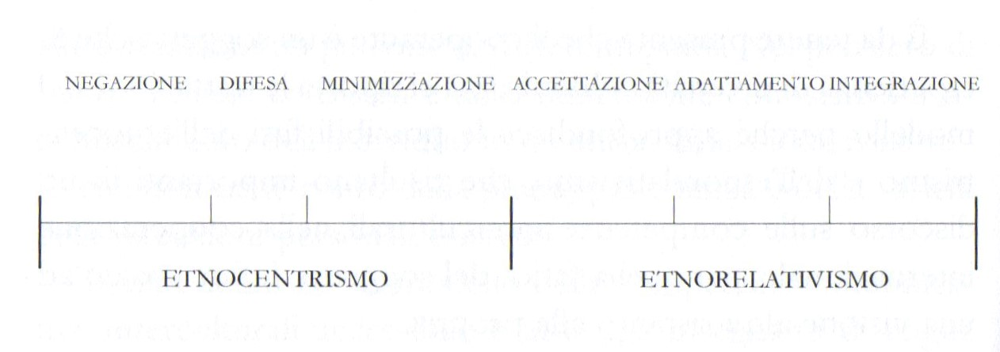 NEGAZIONE DIFESA MINIMIZZAZIONE ACCETTAZIONE ADATTAMENTO INTEGRAZIONE
ETNOCENTRISMO ETNORELATIVISMO